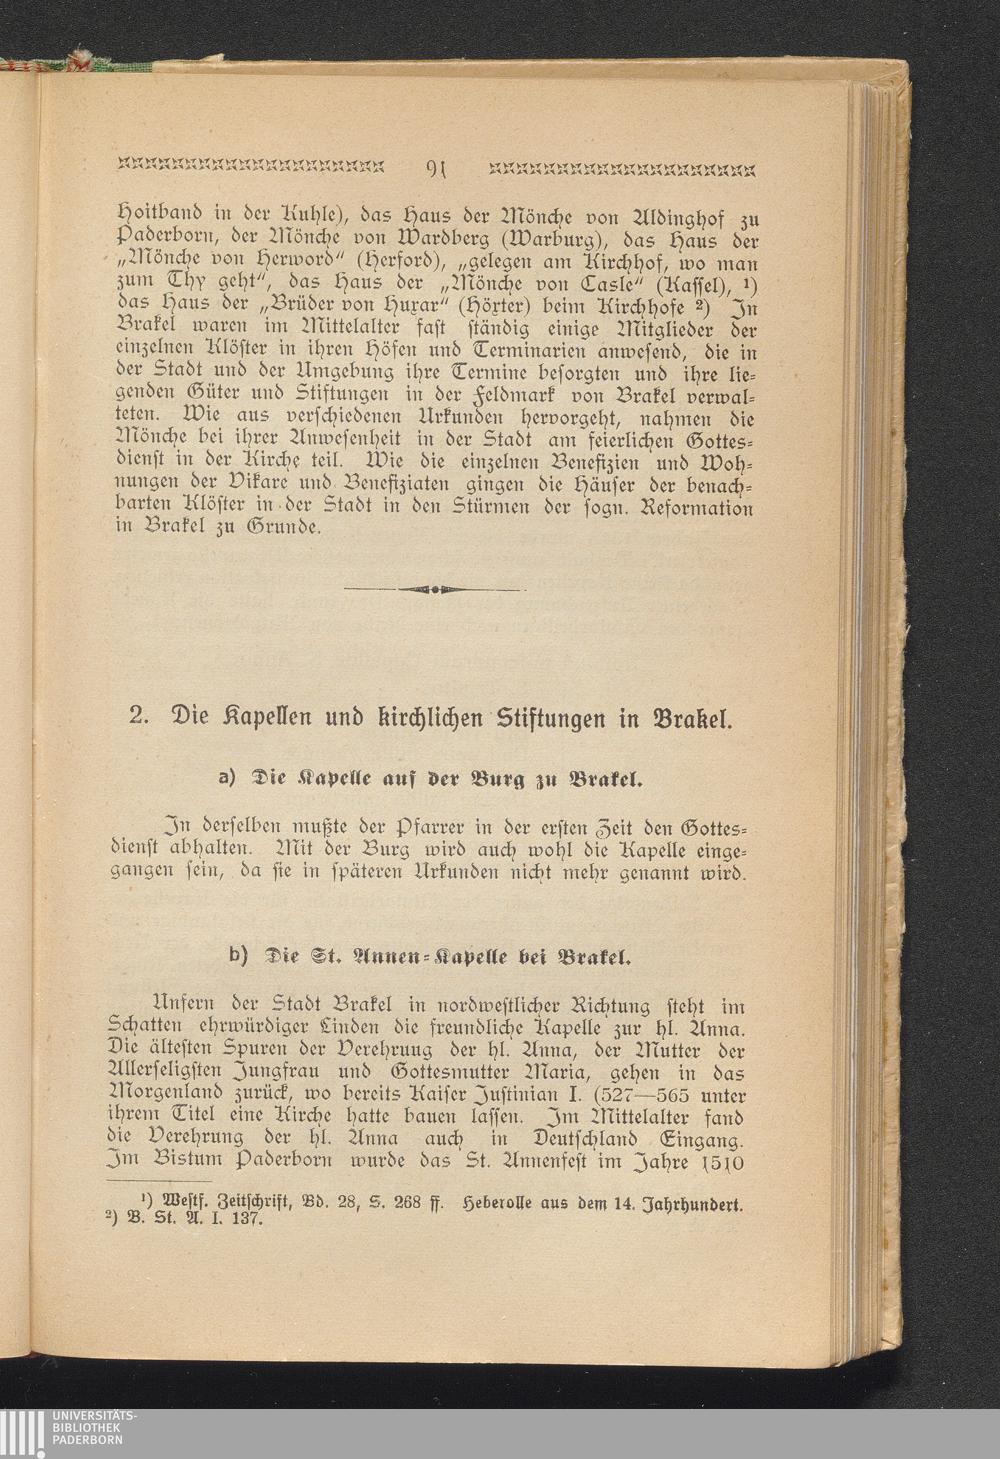 91
Hoitband in der Kuhle), das Haus der Mönche von Aldinghof zu
Paderborn, der Mönche von Wardberg (Warburg), das Haus der
„Mönche von Herword“ (Herford), „gelegen am Kirchhof, wo man
zum Thy geht“, das Haus der „Mönche von Casle“ (Kassel), ¹)
das Haus der „Brüder von Huxar“ (Höxter) beim Kirchhofe ²) In
Brakel waren im Mittelalter fast ständig einige Mitglieder der
einzelnen Klöster in ihren Höfen und Terminarien anwesend, die in
der Stadt und der Umgebung ihre Termine besorgten und ihre lie-
genden Güter und Stiftungen in der Feldmark von Brakel verwal-
teten. Wie aus verschiedenen Urkunden hervorgeht, nahmen die
Mönche bei ihrer Anwesenheit in der Stadt am feierlichen Gottes-
dienst in der Kirche teil. Wie die einzelnen Benefizien und Woh-
nungen der Vikare und Benefiziaten gingen die Häuser der benach-
barten Klöster in der Stadt in den Stürmen der sogn. Reformation
in Brakel zu Grunde.
2. Die Kapellen und kirchlichen Stiftungen in Brakel.
a) Die Kapelle auf der Burg zu Brakel.
In derselben mußte der Pfarrer in der ersten Zeit den Gottes-
dienst abhalten. Mit der Burg wird auch wohl die Kapelle einge-
gangen sein, da sie in späteren Urkunden nicht mehr genannt wird.
b) Die St. Annen-Kapelle bei Brakel.
Unfern der Stadt Brakel in nordwestlicher Richtung steht im
Schatten ehrwürdiger Linden die freundliche Kapelle zur hl. Anna.
Die ältesten Spuren der Verehruug der hl. Anna, der Mutter der
Allerseligsten Jungfrau und Gottesmutter Maria, gehen in das
Morgenland zurück, wo bereits Kaiser Justinian I. (527—565 unter
ihrem Titel eine Kirche hatte bauen lassen. Im Mittelalter fand
die Verehrung der hl. Anna auch in Deutschland Eingang.
Im Bistum Paderborn wurde das St. Annenfest im Jahre 1510
¹) Westf. Zeitschrift, Bd. 28, S. 268 ff. Heberolle aus dem 14. Jahrhundert.
²) B. St. A. I. 137.
UNIVERSITÄTS-
BIBLIOTHEK
PADERBORN